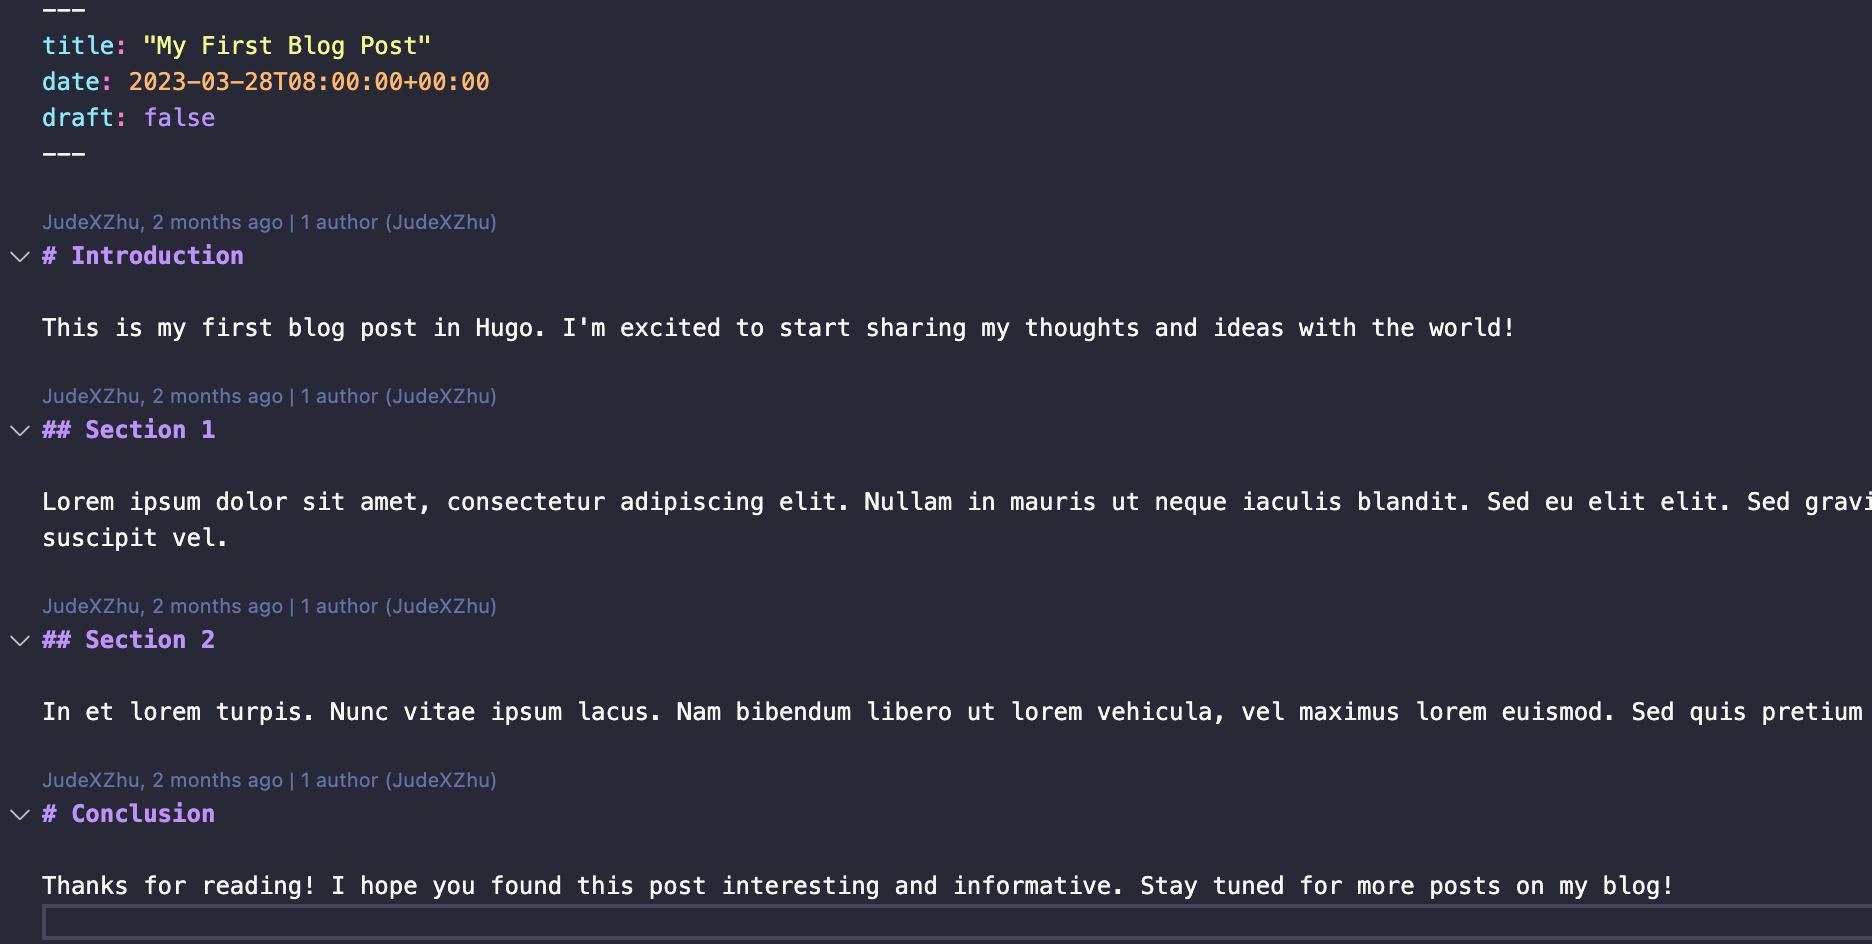 ---
title: "My First Blog Post"
date: 2023-03-28T08:00:00+00:00
draft: false
---
JudeXZhu, 2 months ago | 1 author (JudeXZhu)
# Introduction
This is my first blog post in Hugo. I'm excited to start sharing my thoughts and ideas with the world!
JudeXZhu, 2 months ago | 1 author (JudeXZhu)
## Section 1
Lorem ipsum dolor sit amet, consectetur adipiscing elit. Nullam in mauris ut neque iaculis blandit. Sed eu elit elit. Sed gravi
suscipit vel.
JudeXZhu, 2 months ago | 1 author (JudeXZhu)
## Section 2
In et lorem turpis. Nunc vitae ipsum lacus. Nam bibendum libero ut lorem vehicula, vel maximus lorem euismod. Sed quis pretium
JudeXZhu, 2 months ago | 1 author (JudeXZhu)
# Conclusion
Thanks for reading! I hope you found this post interesting and informative. Stay tuned for more posts on my blog!